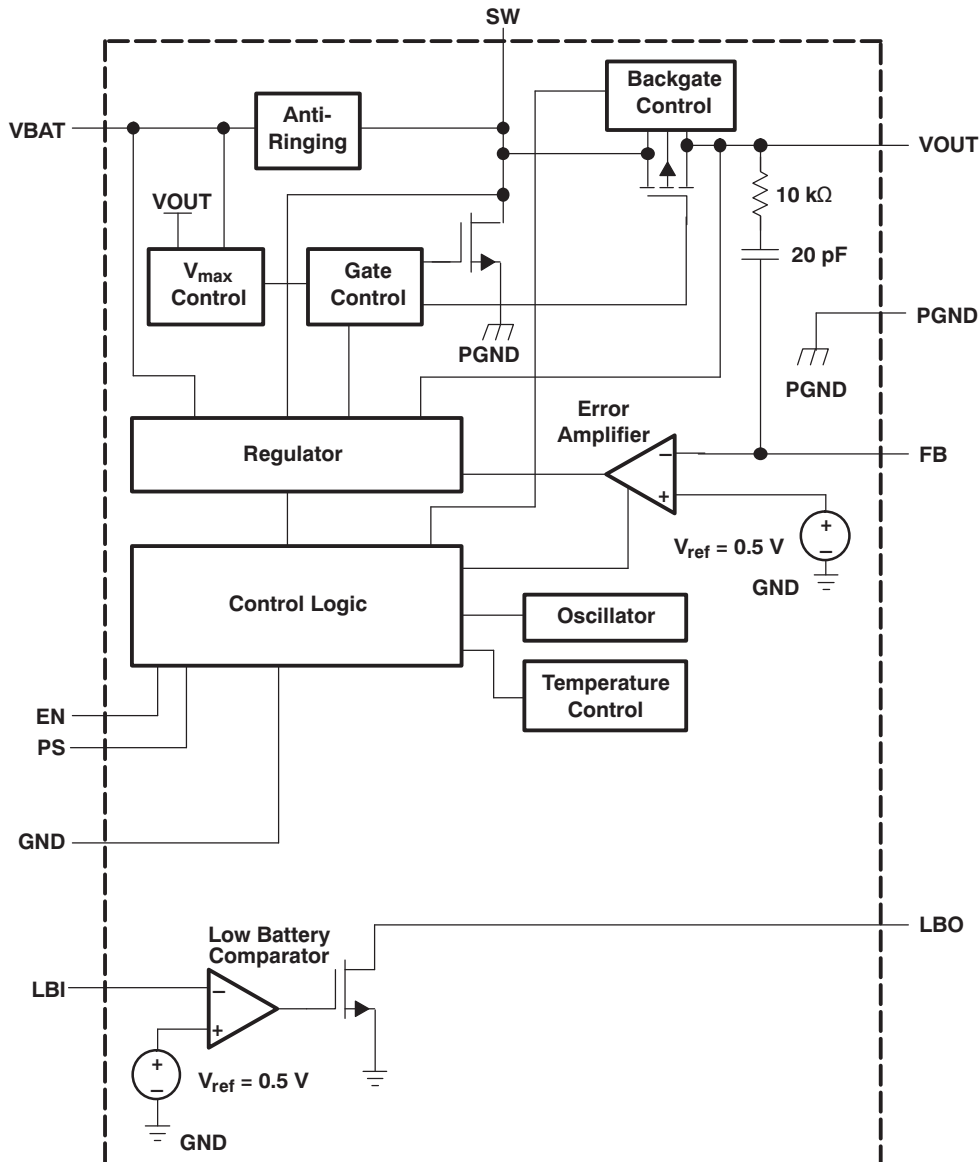 SW
Backgate
Control
Anti-
Ringing
VBAT
VOUT
VOUT
10 kΩ
Vmax
Control
Gate
Control
20 pF
PGND
PGND
PGND
Error
Amplifier
Regulator
−
FB
+
+
−
Vref = 0.5 V
GND
Control Logic
Oscillator
Temperature
Control
EN
PS
GND
LBO
Low Battery
Comparator
LBI
−
+
+
−
Vref = 0.5 V
GND